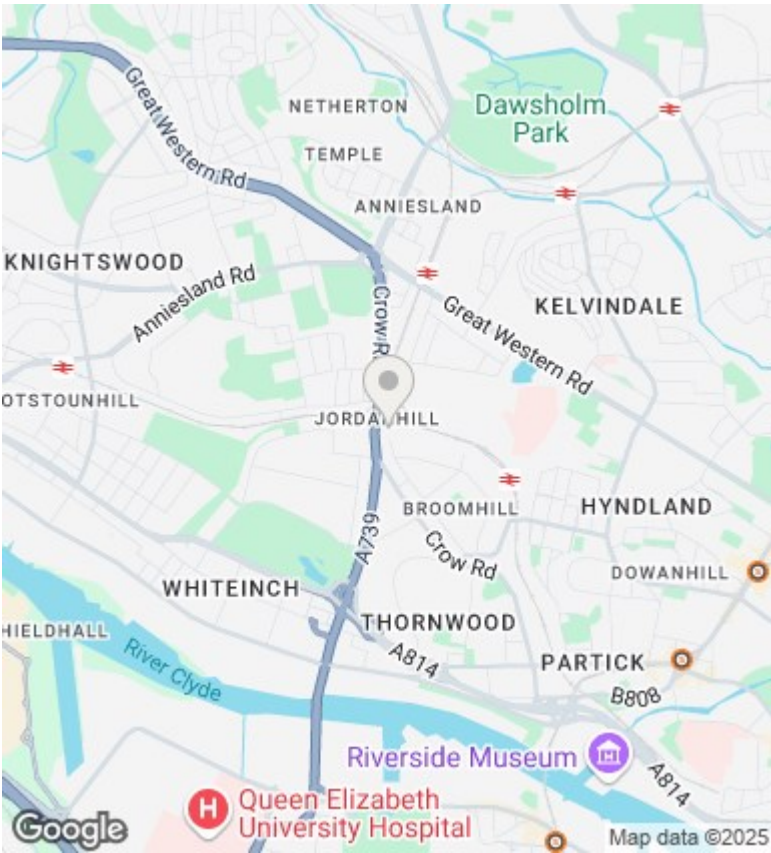 Great Western Rd
NETHERTON
Dawsholm
Park
TEMPLE
ANNIESLAND
KNIGHTSWOOD
Anniesland Rd
Crow R
Great Western Rd
KELVINDALE
OTSTOUNHILL
JORDANHILL
BROOMHILL
HYNDLAND
A739
Crow Rd
DOWANHILL
WHITEINCH
THORNWOOD
HIELDHALL
River Clyde
A814
PARTICK
B808
Riverside Museum
A814
H
Queen Elizabeth
University Hospital
Google
Map data ©2025